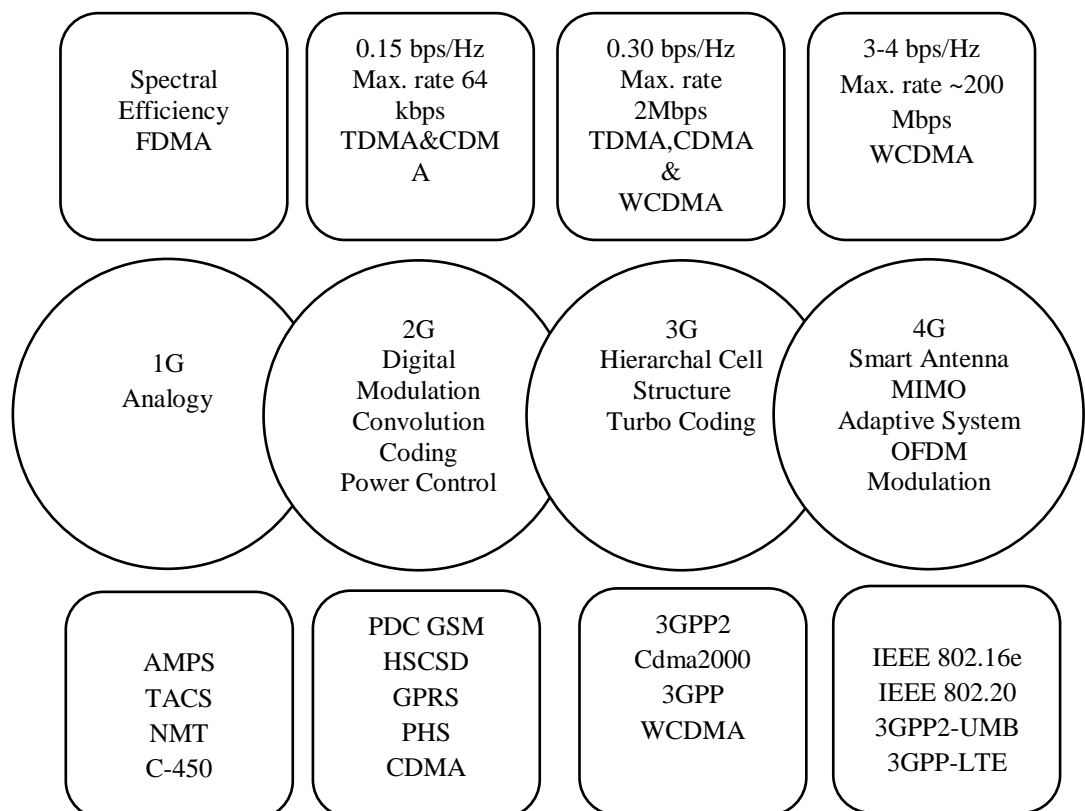 Spectral
Efficiency
FDMA
0.15 bps/Hz
Max. rate 64
kbps
TDMA&CDM
A
0.30 bps/Hz
Max. rate
2Mbps
TDMA,CDMA
&
WCDMA
3-4 bps/Hz
Max. rate ~200
Mbps
WCDMA
1G
Analogy
2G
Digital
Modulation
Convolution
Coding
Power Control
3G
Hierarchal Cell
Structure
Turbo Coding
4G
Smart Antenna
MIMO
Adaptive System
OFDM
Modulation
AMPS
TACS
NMT
C-450
PDC GSM
HSCSD
GPRS
PHS
CDMA
3GPP2
Cdma2000
3GPP
WCDMA
IEEE 802.16e
IEEE 802.20
3GPP2-UMB
3GPP-LTE